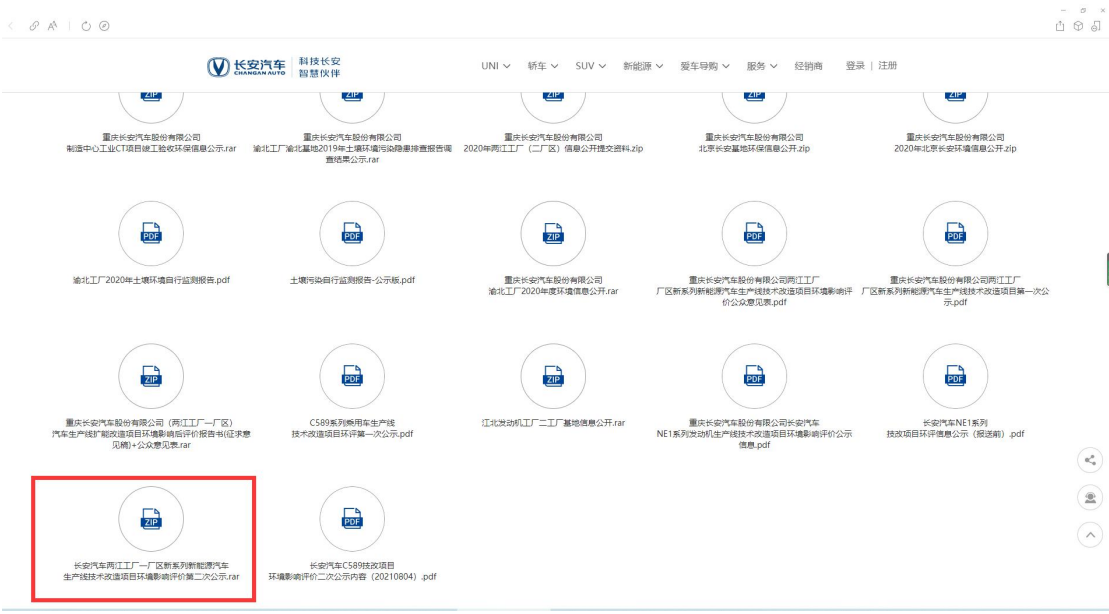 长安汽车
CHANGAN AUTO
科技长安
智慧伙伴
UNI 轿车 SUV 新能源 爱车导购 服务 经销商 登录 | 注册
ZIP
ZIP
ZIP
ZIP
ZIP
重庆长安汽车股份有限公司
制造中心工业CT项目竣工验收环保信息公示.rar
重庆长安汽车股份有限公司
渝北工厂渝北基地2019年土壤环境污染隐患排查报告调
查结果公示.rar
重庆长安汽车股份有限公司
2020年两江工厂（二厂区）信息公开提交资料.zip
重庆长安汽车股份有限公司
北京长安基地环保信息公开.zip
重庆长安汽车股份有限公司
2020年北京长安环境信息公开.zip
PDF
渝北工厂2020年土壤环境自行监测报告.pdf
PDF
土壤污染自行监测报告-公示版.pdf
ZIP
重庆长安汽车股份有限公司
渝北工厂2020年度环境信息公开.rar
PDF
重庆长安汽车股份有限公司两江工厂
厂区新系列新能源汽车生产线技术改造项目环境影响评
价公众意见表.pdf
PDF
重庆长安汽车股份有限公司两江工厂
厂区新系列新能源汽车生产线技术改造项目第一次公
示.pdf
ZIP
重庆长安汽车股份有限公司（两江工厂一厂区）
汽车生产线扩能改造项目环境影响后评价报告书(征求意
见稿)+公众意见表.rar
PDF
C589系列乘用车生产线
技术改造项目环评第一次公示.pdf
ZIP
江北发动机工厂二工厂基地信息公开.rar
PDF
重庆长安汽车股份有限公司长安汽车
NE1系列发动机生产线技术改造项目环境影响评价公示
信息.pdf
PDF
长安汽车NE1系列
技改项目环评信息公示（报送前）.pdf
ZIP
长安汽车两江工厂一厂区新系列新能源汽车
生产线技术改造项目环境影响评价第二次公示.rar
PDF
长安汽车C589技改项目
环境影响评价二次公示内容（20210804）.pdf